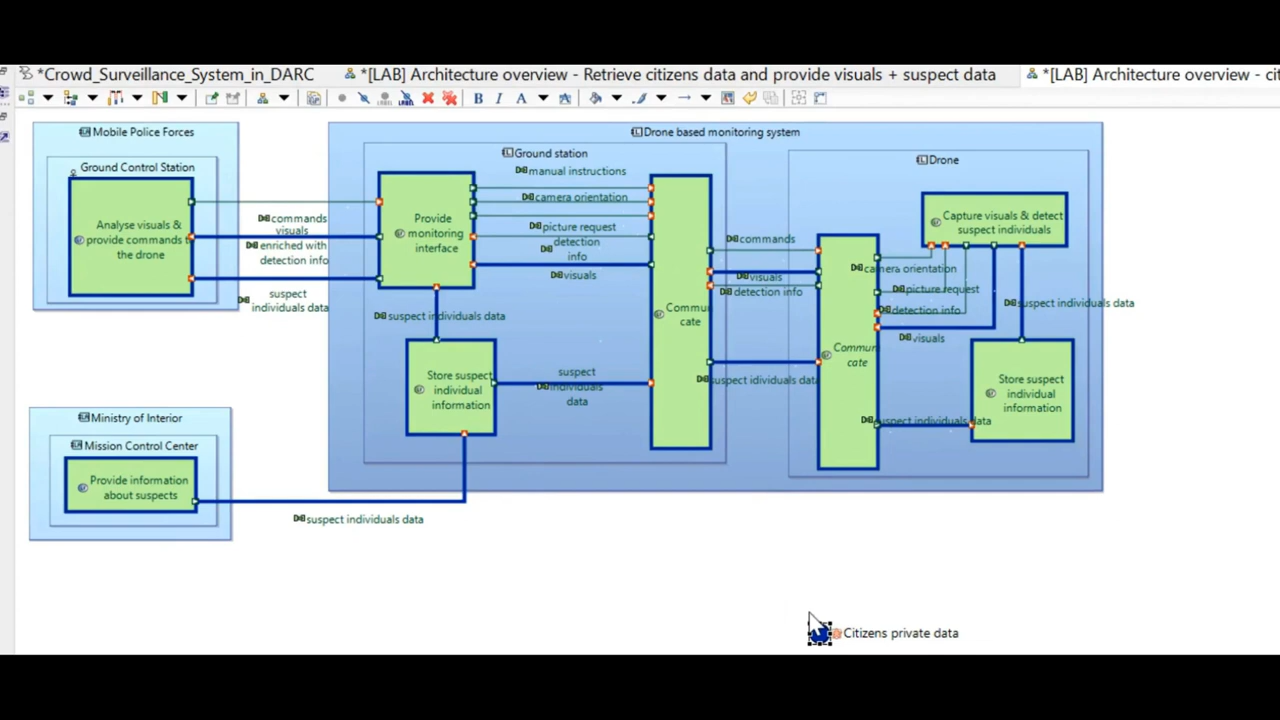 *Crowd_Surveillance_System_in_DARC
*[LAB] Architecture overview - Retrieve citizens data and provide visuals + suspect data
*[LAB] Architecture overview - cit
B I A
Mobile Police Forces
Ground Control Station
Analyse visuals &
provide commands t
the drone
commands
visuals
enriched with
detection info
suspect
individuals data
Drone based monitoring system
Ground station
manual instructions
Provide
monitoring
interface
camera orientation
picture request
detection
info
visuals
suspect individuals data
Store suspect
individual
information
suspect
individuals
data
Commun
cate
commands
visuals
detection info
suspect idividuals data
Drone
Capture visuals & detect
suspect individuals
camera orientation
picture request
detection info
visuals
suspect individuals data
Commun
cate
Store suspect
individual
information
suspect individuals data
Ministry of Interior
Mission Control Center
Provide information
about suspects
suspect individuals data
Citizens private data